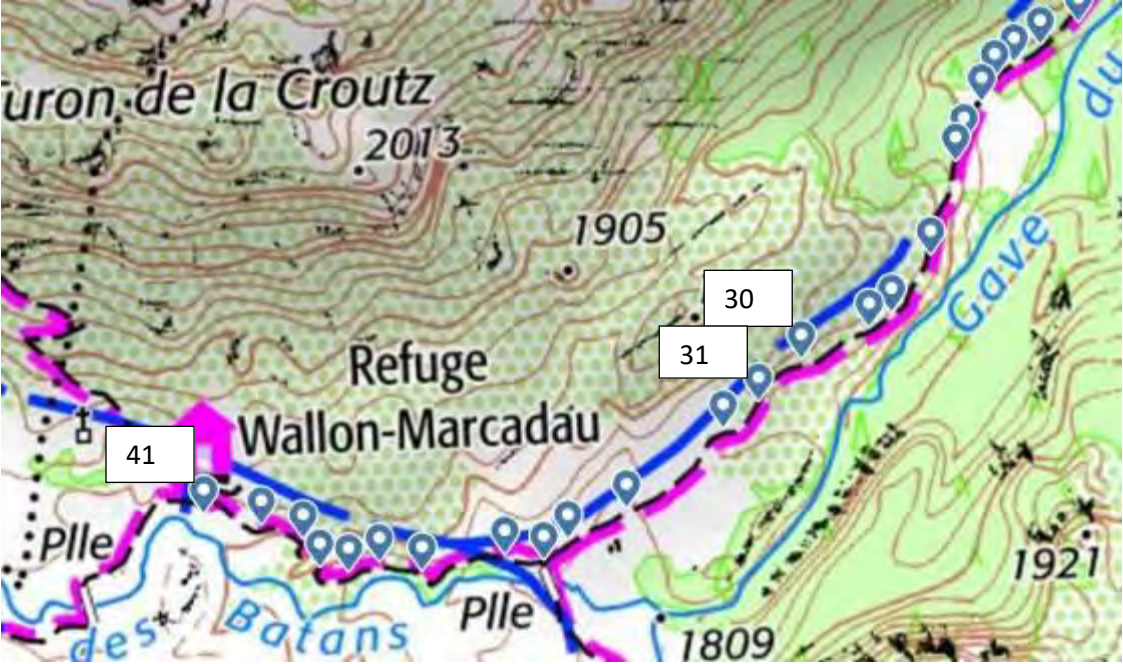 du
uron de la Croutz
2013
1905
Gave
30
31
Refuge
Wallon-Marcadau
41
Plle
1921
des Batans
Plle
1809